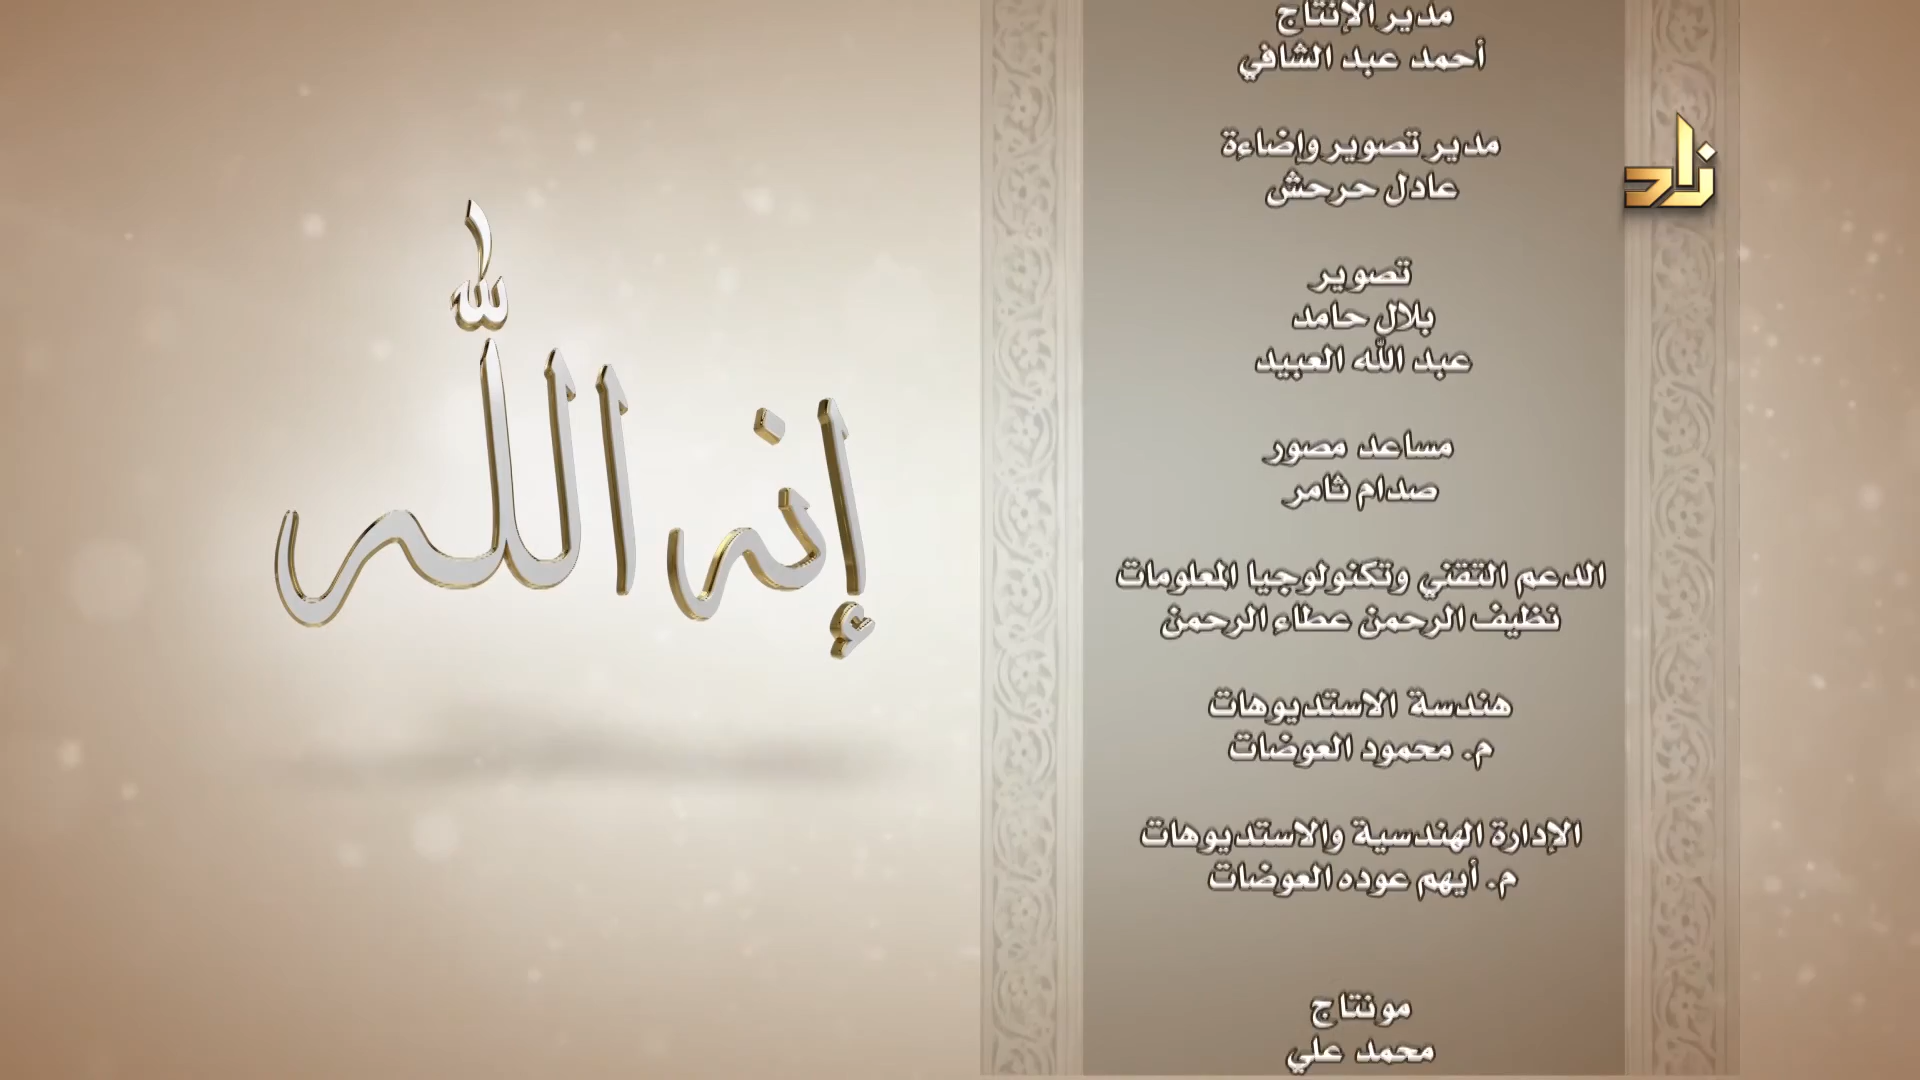 إنه الله
مدير الإنتاج
أحمد عبد الشافي
مدير تصوير وإضاءة
عادل حرحش
تصوير
بلال حامد
عبد الله العبيد
مساعد مصور
صدام ثامر
الدعم التقني وتكنولوجيا المعلومات
نظيف الرحمن عطاء الرحمن
هندسة الاستديوهات
م. محمود العوضات
الإدارة الهندسية والاستديوهات
م. أيهم عوده العوضات
مونتاج
محمد علي
زاد